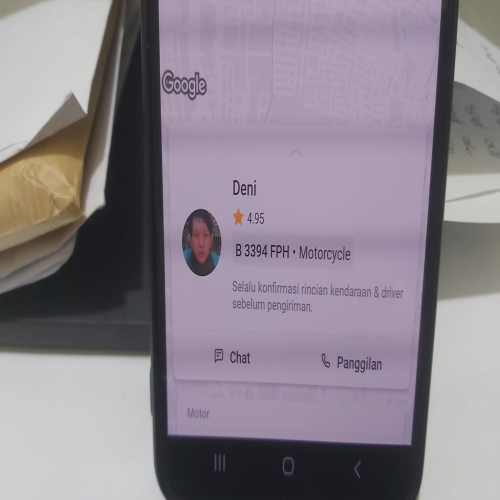 Google
Deni
4.95
B 3394 FPH • Motorcycle
Selalu konfirmasi rincian kendaraan & driver
sebelum pengiriman.
Chat
Panggilan
Motor